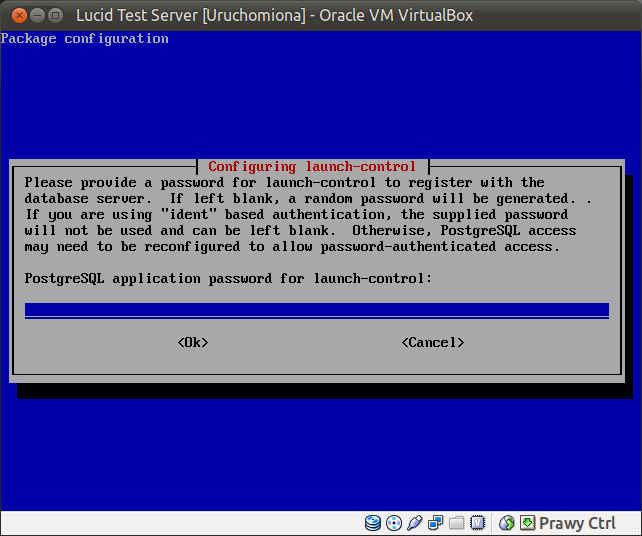 Lucid Test Server [Uruchomiona] - Oracle VM VirtualBox
Package configuration
Configuring launch-control
Please provide a password for launch-control to register with the
database server.  If left blank, a random password will be generated. .
If you are using "ident" based authentication, the supplied password
will not be used and can be left blank.  Otherwise, PostgreSQL access
may need to be reconfigured to allow password-authenticated access.
PostgreSQL application password for launch-control:
<Ok> <Cancel>
Prawy Ctrl